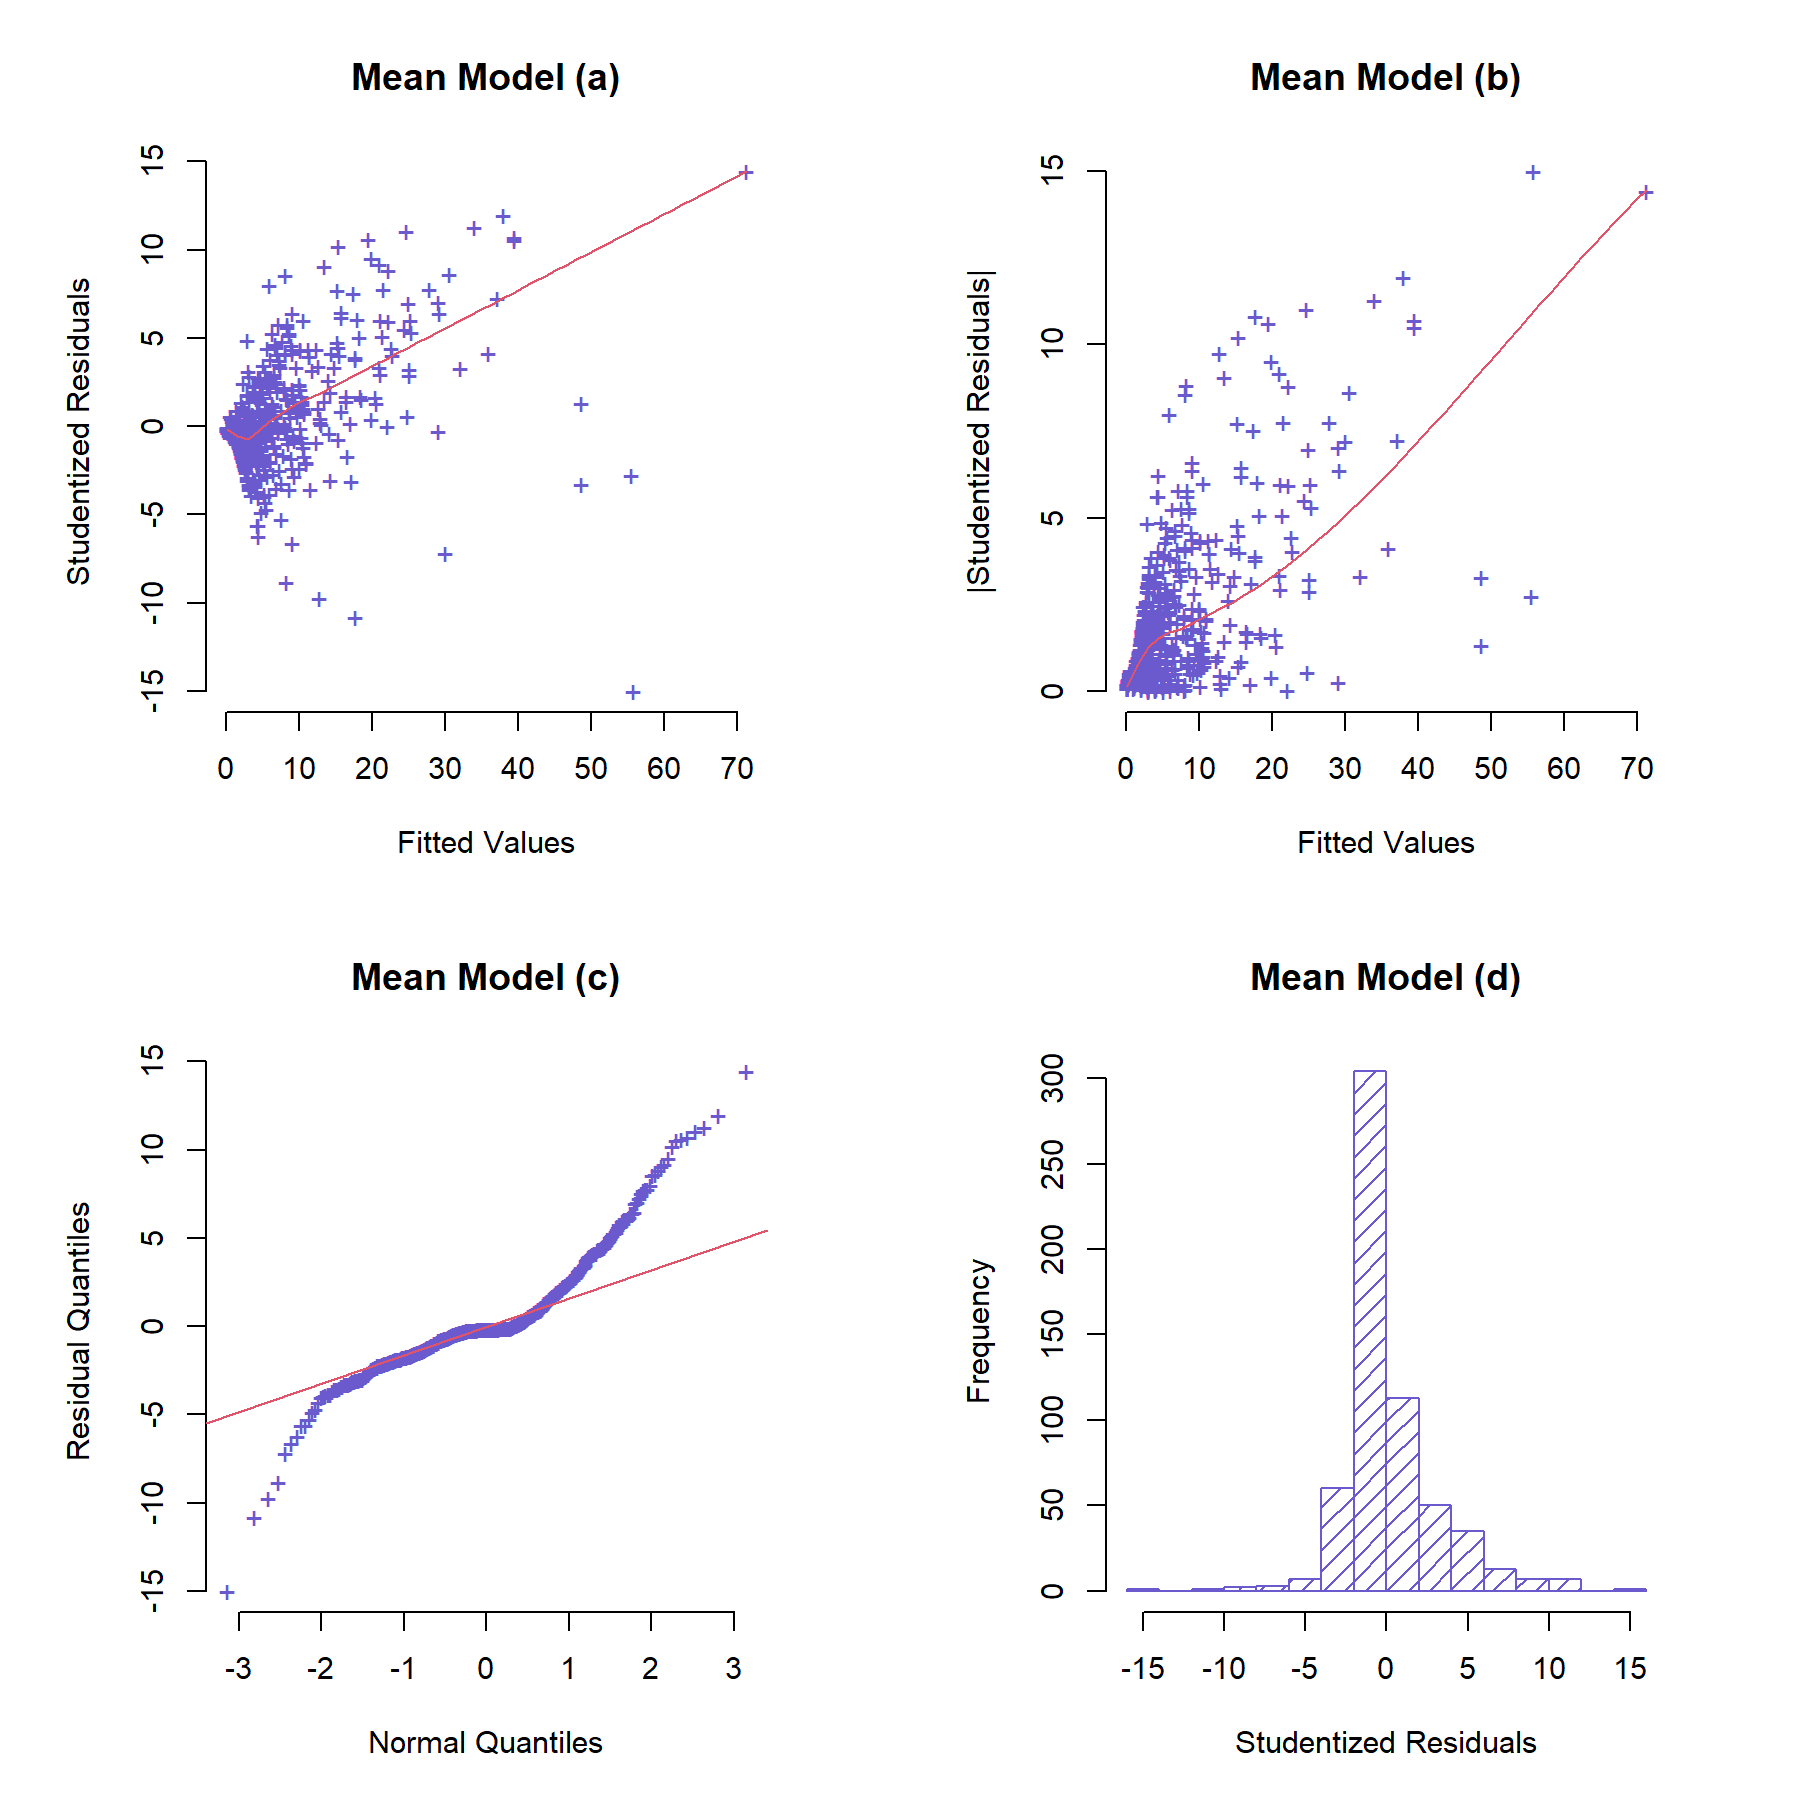 Mean Model (a)
Studentized Residuals
15
10
5
0
-5
-10
-15
0 10 20 30 40 50 60 70
Fitted Values
Mean Model (b)
|Studentized Residuals|
15
10
5
0
0 10 20 30 40 50 60 70
Fitted Values
Mean Model (c)
Residual Quantiles
15
10
5
0
-5
-10
-15
-3 -2 -1 0 1 2 3
Normal Quantiles
Mean Model (d)
Frequency
300
250
200
150
100
50
0
-15 -10 -5 0 5 10 15
Studentized Residuals